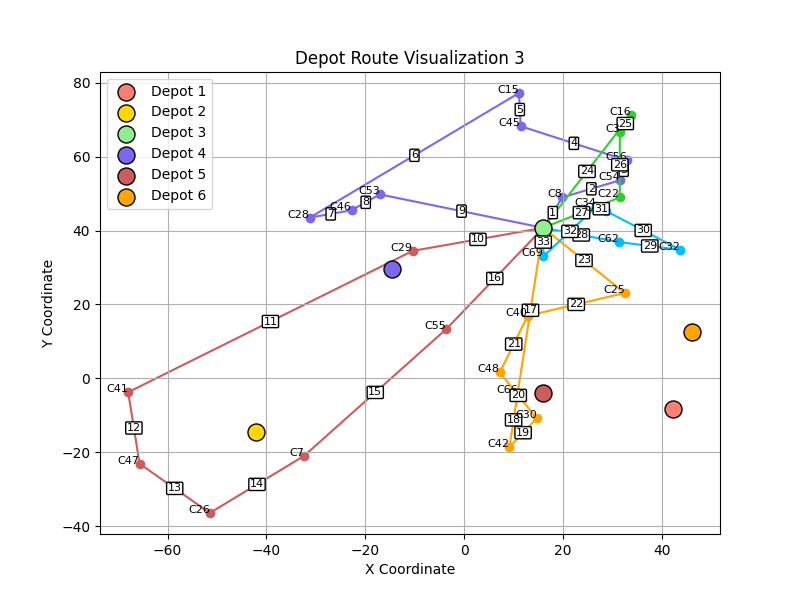 Depot Route Visualization 3
Depot 1
Depot 2
Depot 3
Depot 4
Depot 5
Depot 6
Y Coordinate
80
60
40
20
0
−20
−40
−60
−40
−20
0
20
40
X Coordinate
C15
C16
5
C45
25
4
6
C56
26
24
C53
C8
2
C54
C22
8
C46
C34
C28
7
9
1
27
31
32
28
30
10
33
C62
29
C32
C29
C69
23
16
C25
22
11
C40
17
C55
21
C48
C41
15
C66
20
12
18
C30
19
C42
C7
C47
13
14
C26